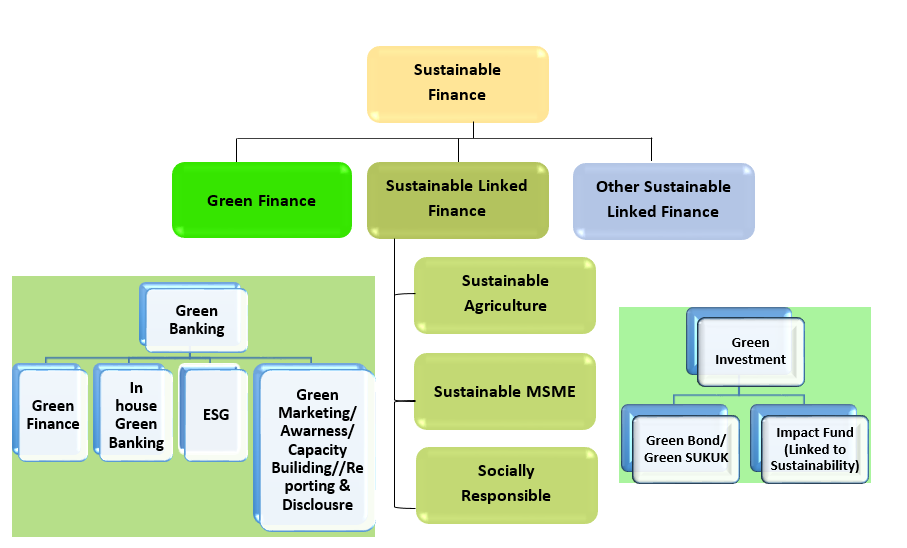 Sustainable
Finance
Green Finance
Sustainable Linked
Finance
Other Sustainable
Linked Finance
Sustainable
Agriculture
Sustainable MSME
Socially
Responsible
Green
Banking
Green
Finance
In
house
Green
Banking
ESG
Green
Marketing/
Awarness/
Capacity
Builiding//Re
porting &
Disclousre
Green
Investment
Green Bond/
Green SUKUK
Impact Fund
(Linked to
Sustainability)